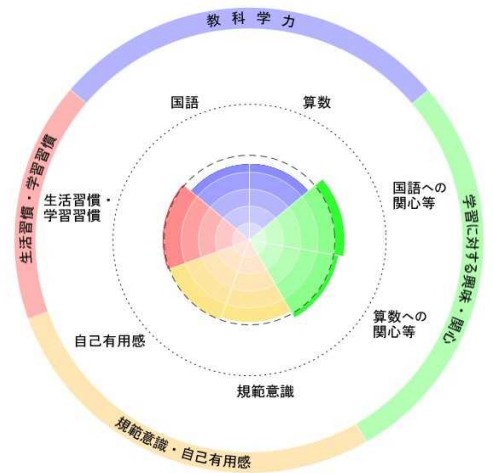 教科学力
国語
算数
生活習慣・学習習慣
生活習慣・
学習習慣
国語への
関心等
学習に対する興味・関心
算数への
関心等
自己有用感
規範意識
規範意識・自己有用感